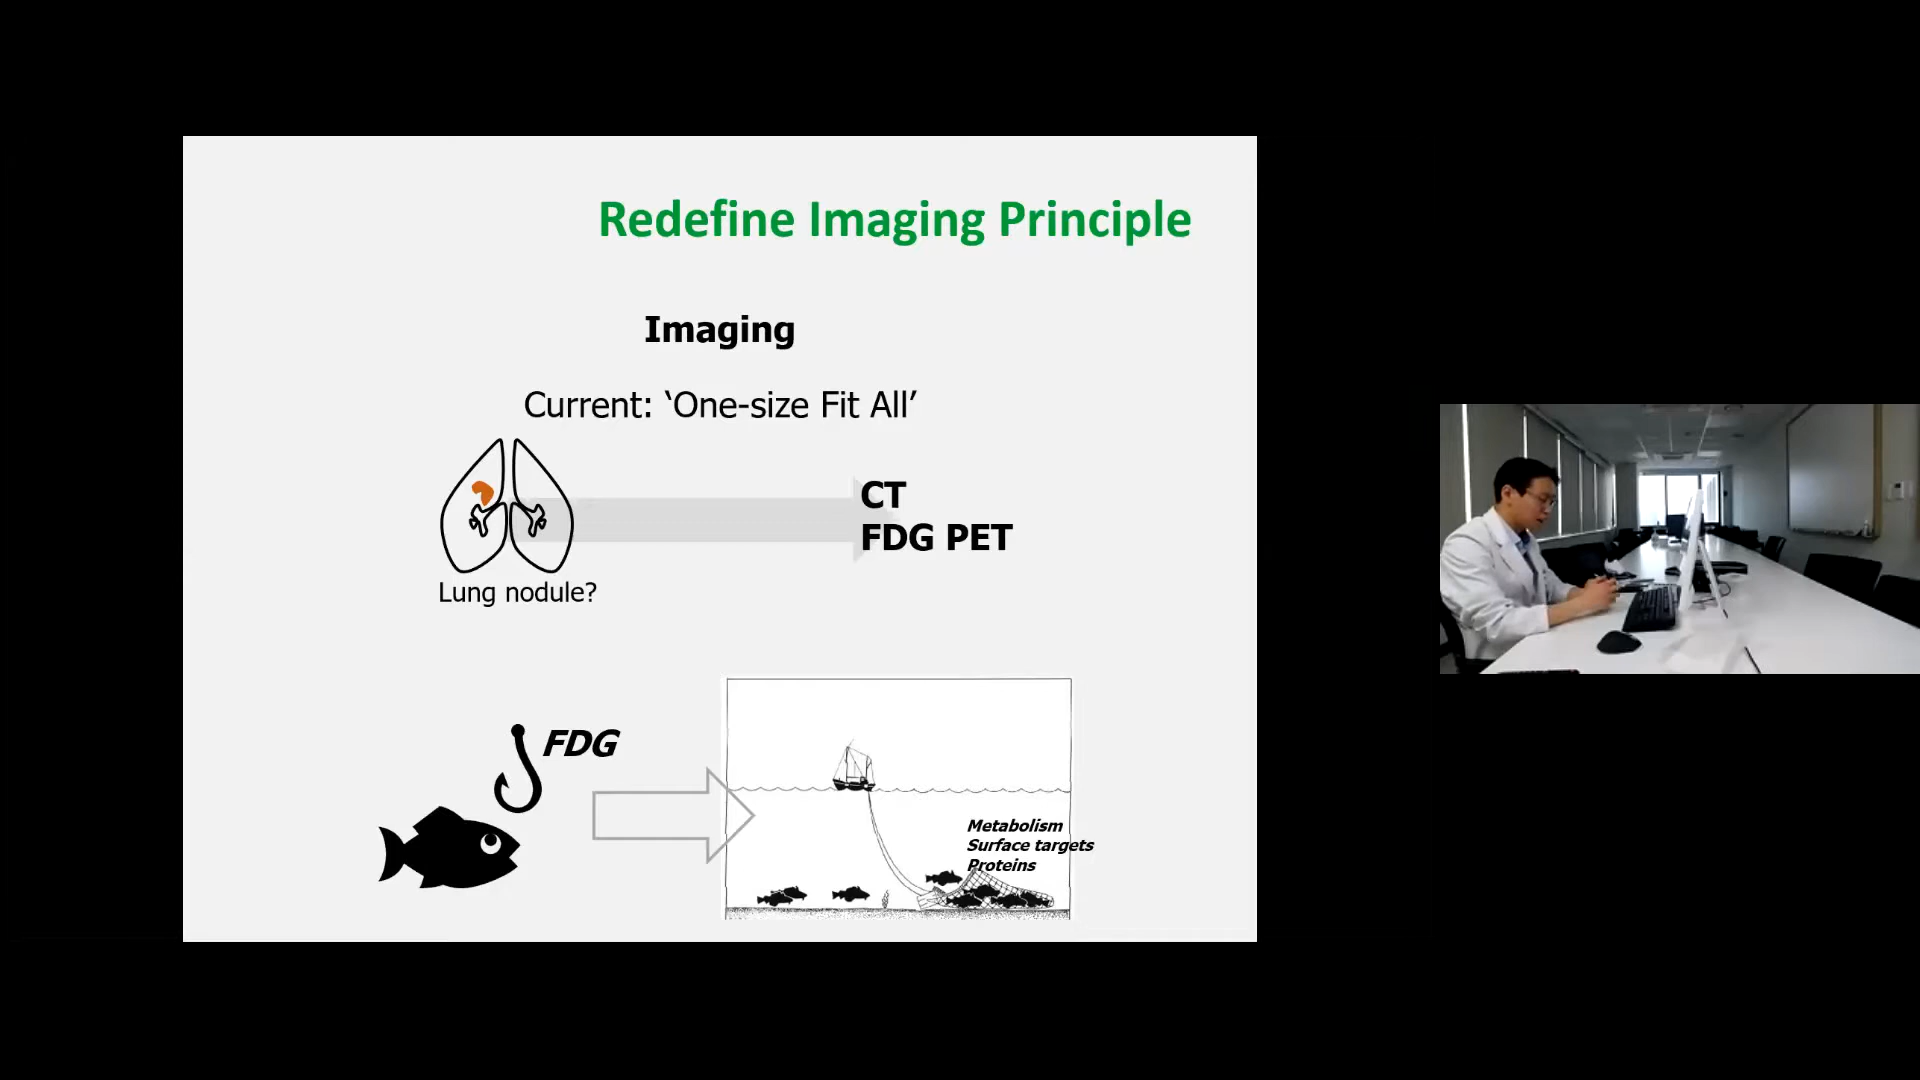 Redefine Imaging Principle
Imaging
Current: ‘One-size Fit All’
CT
FDG PET
Lung nodule?
FDG
Metabolism
Surface targets
Proteins